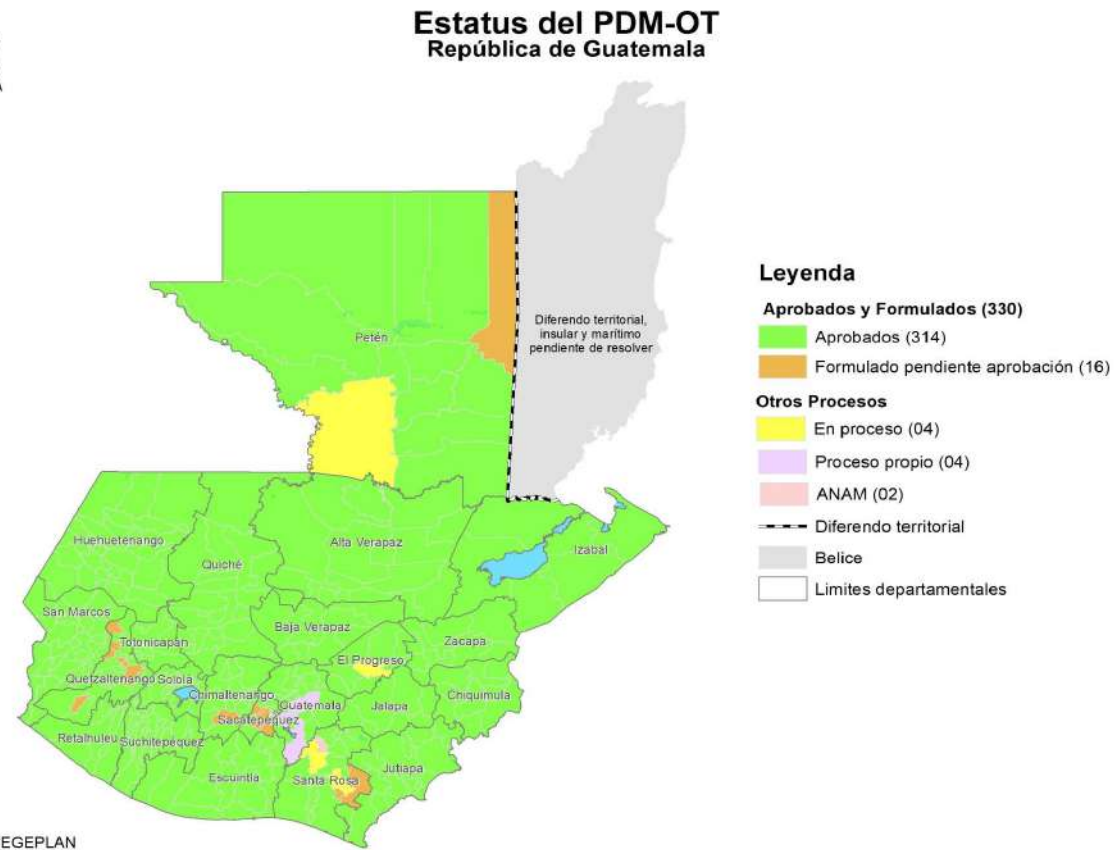 Estatus del PDM-OT
República de Guatemala
Diferendo territorial,
insular y marítimo
pendiente de resolver
Petén
Leyenda
Aprobados y Formulados (330)
Aprobados (314)
Formulado pendiente aprobación (16)
Otros Procesos
En proceso (04)
Proceso propio (04)
ANAM (02)
Diferendo territorial
Belice
Limites departamentales
Huehuetenango
Quiché
Alta Verapaz
Izabal
San Marcos
Totonicapán
Baja Verapaz
Zacapa
El Progreso
Quetzaltenango
Sololá
Chimaltenango
Guatemala
Jalapa
Chiquimula
Sacatepéquez
Retalhuleu
Suchitepéquez
Escuintla
Santa Rosa
Jutiapa
EGEPLAN